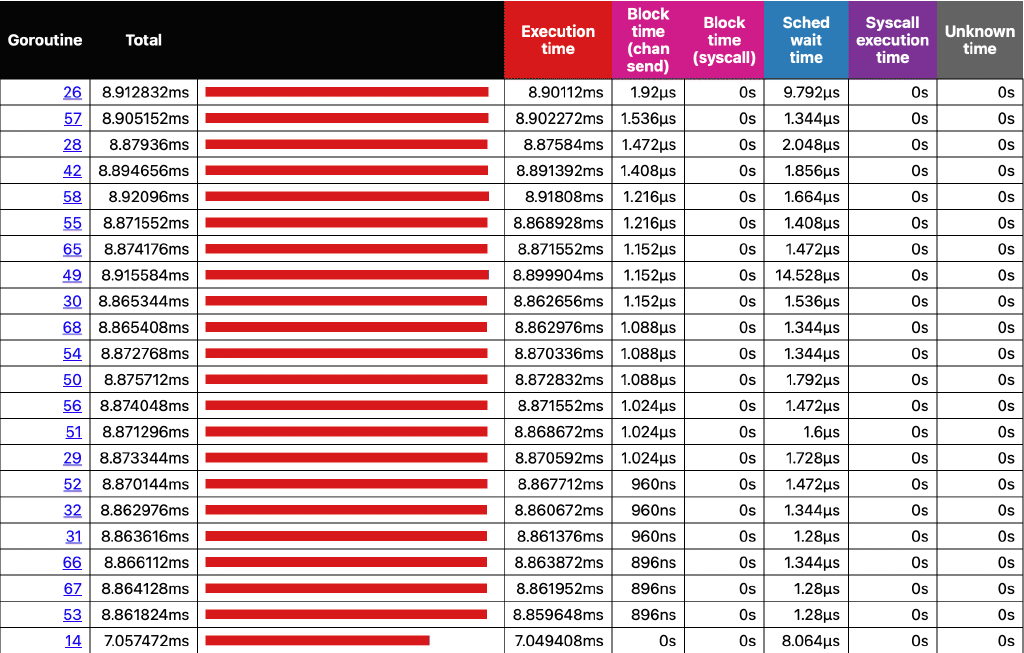 Goroutine Total Execution time Block time (chan send) Block time (syscall) Sched wait time Syscall execution time Unknown time
26 8.912832ms 8.90112ms 1.92µs 0s 9.792µs 0s 0s
57 8.905152ms 8.902272ms 1.536µs 0s 1.344µs 0s 0s
28 8.87936ms 8.87584ms 1.472µs 0s 2.048µs 0s 0s
42 8.894656ms 8.891392ms 1.408µs 0s 1.856µs 0s 0s
58 8.92096ms 8.91808ms 1.216µs 0s 1.664µs 0s 0s
55 8.871552ms 8.868928ms 1.216µs 0s 1.408µs 0s 0s
65 8.874176ms 8.871552ms 1.152µs 0s 1.472µs 0s 0s
49 8.915584ms 8.899904ms 1.152µs 0s 14.528µs 0s 0s
30 8.865344ms 8.862656ms 1.152µs 0s 1.536µs 0s 0s
68 8.865408ms 8.862976ms 1.088µs 0s 1.344µs 0s 0s
54 8.872768ms 8.870336ms 1.088µs 0s 1.344µs 0s 0s
50 8.875712ms 8.872832ms 1.088µs 0s 1.792µs 0s 0s
56 8.874048ms 8.871552ms 1.024µs 0s 1.472µs 0s 0s
51 8.871296ms 8.868672ms 1.024µs 0s 1.6µs 0s 0s
29 8.873344ms 8.870592ms 1.024µs 0s 1.728µs 0s 0s
52 8.870144ms 8.867712ms 960ns 0s 1.472µs 0s 0s
32 8.862976ms 8.860672ms 960ns 0s 1.344µs 0s 0s
31 8.863616ms 8.861376ms 960ns 0s 1.28µs 0s 0s
66 8.866112ms 8.863872ms 896ns 0s 1.344µs 0s 0s
67 8.864128ms 8.861952ms 896ns 0s 1.28µs 0s 0s
53 8.861824ms 8.859648ms 896ns 0s 1.28µs 0s 0s
14 7.057472ms 7.049408ms 0s 0s 8.064µs 0s 0s